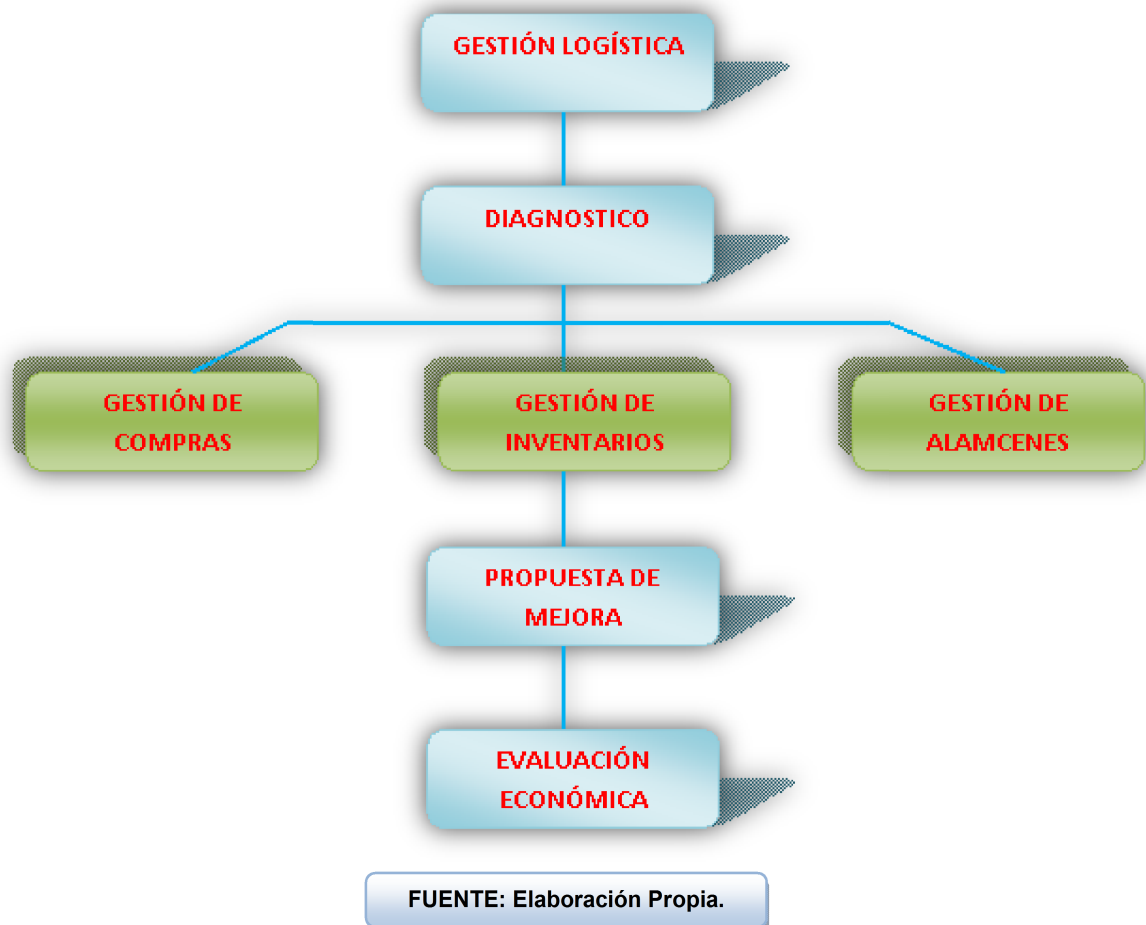 GESTIÓN LOGÍSTICA
DIAGNOSTICO
GESTIÓN DE
COMPRAS
GESTIÓN DE
INVENTARIOS
GESTIÓN DE
ALAMCENES
PROPUESTA DE
MEJORA
EVALUACIÓN
ECONÓMICA
FUENTE: Elaboración Propia.